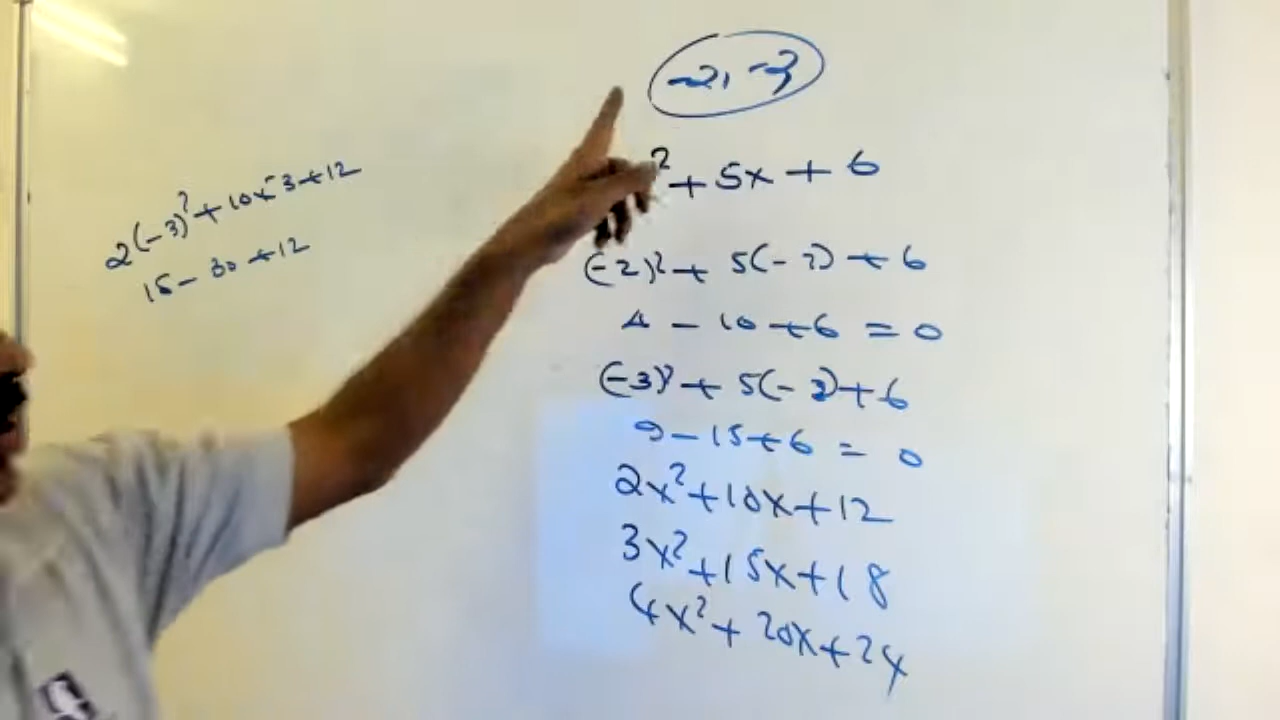 -2, -3
² + 5x + 6
(-2)² + 5(-2) + 6
4 - 10 + 6 = 0
(-3)² + 5(-3) + 6
9 - 15 + 6 = 0
2x² + 10x + 12
3x² + 15x + 18
4x² + 20x + 24
2(-3)² + 10x-3 + 12
18 - 30 + 12